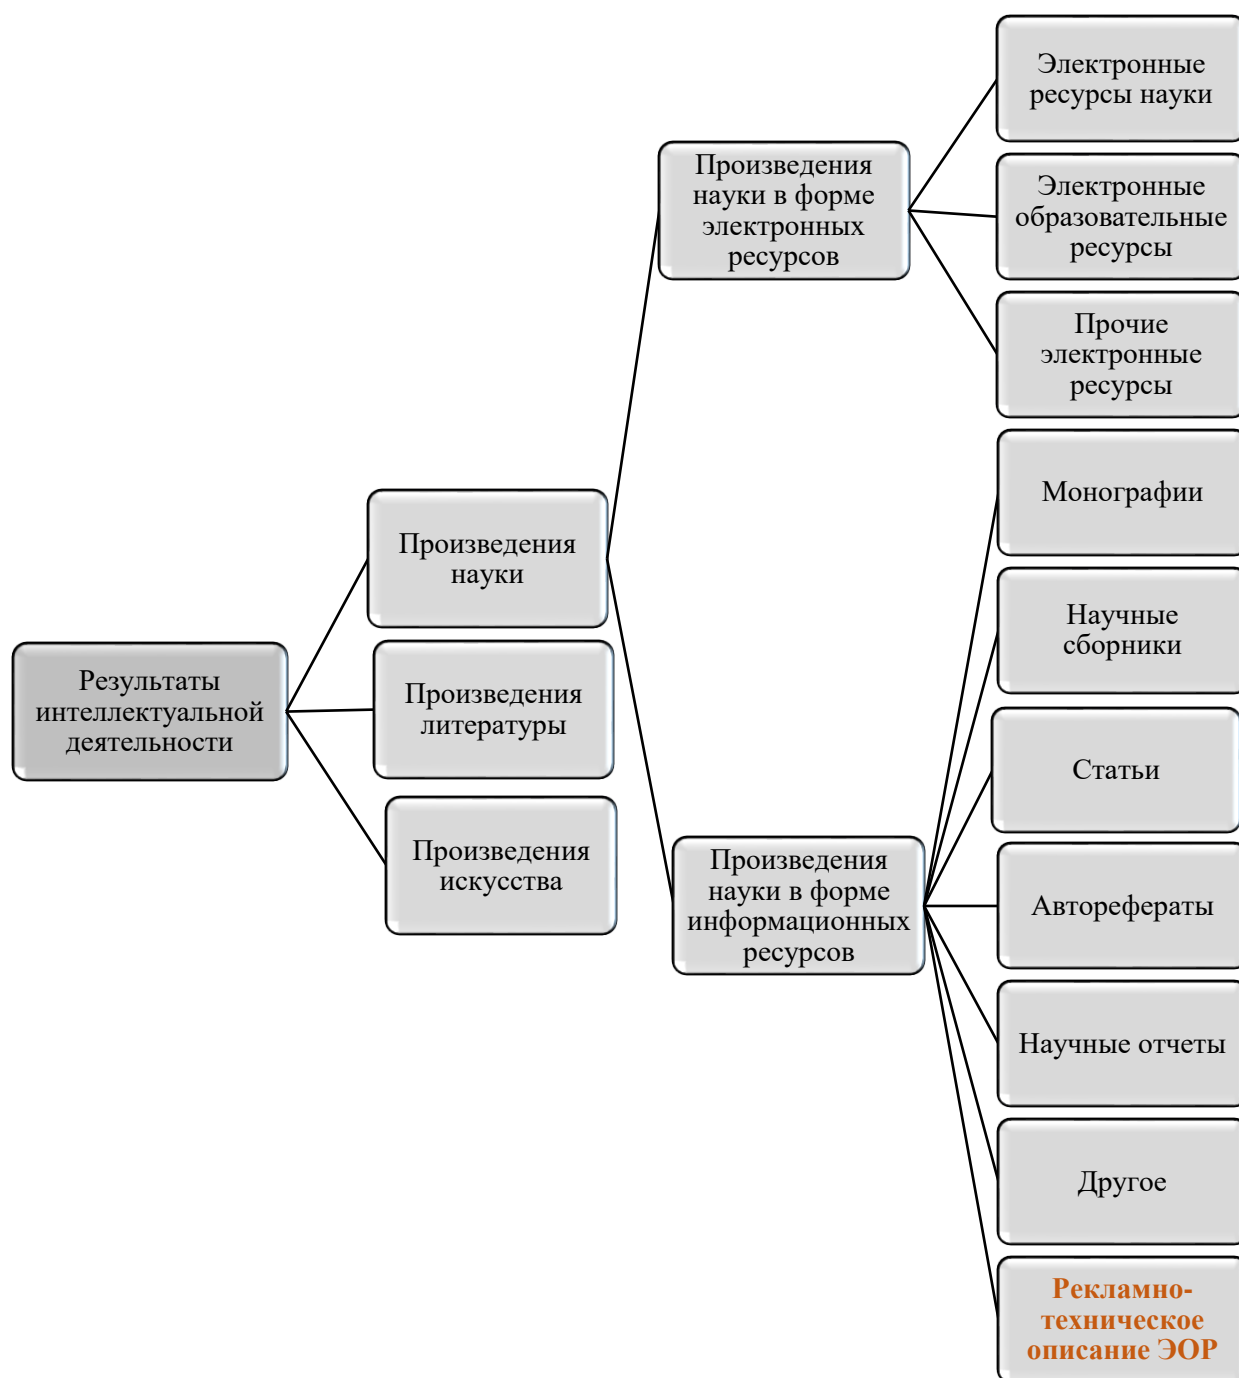 Результаты
интеллектуальной
деятельности
Произведения
науки
Произведения
литературы
Произведения
искусства
Произведения
науки в форме
электронных
ресурсов
Произведения
науки в форме
информационных
ресурсов
Электронные
ресурсы науки
Электронные
образовательные
ресурсы
Прочие
электронные
ресурсы
Монографии
Научные
сборники
Статьи
Авторефераты
Научные отчеты
Другое
Рекламно-
техническое
описание ЭОР